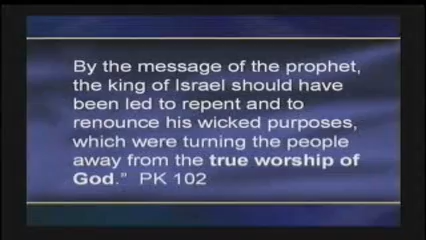 By the message of the prophet,
the king of Israel should have
been led to repent and to
renounce his wicked purposes,
which were turning the people
away from the true worship of
God.” PK 102